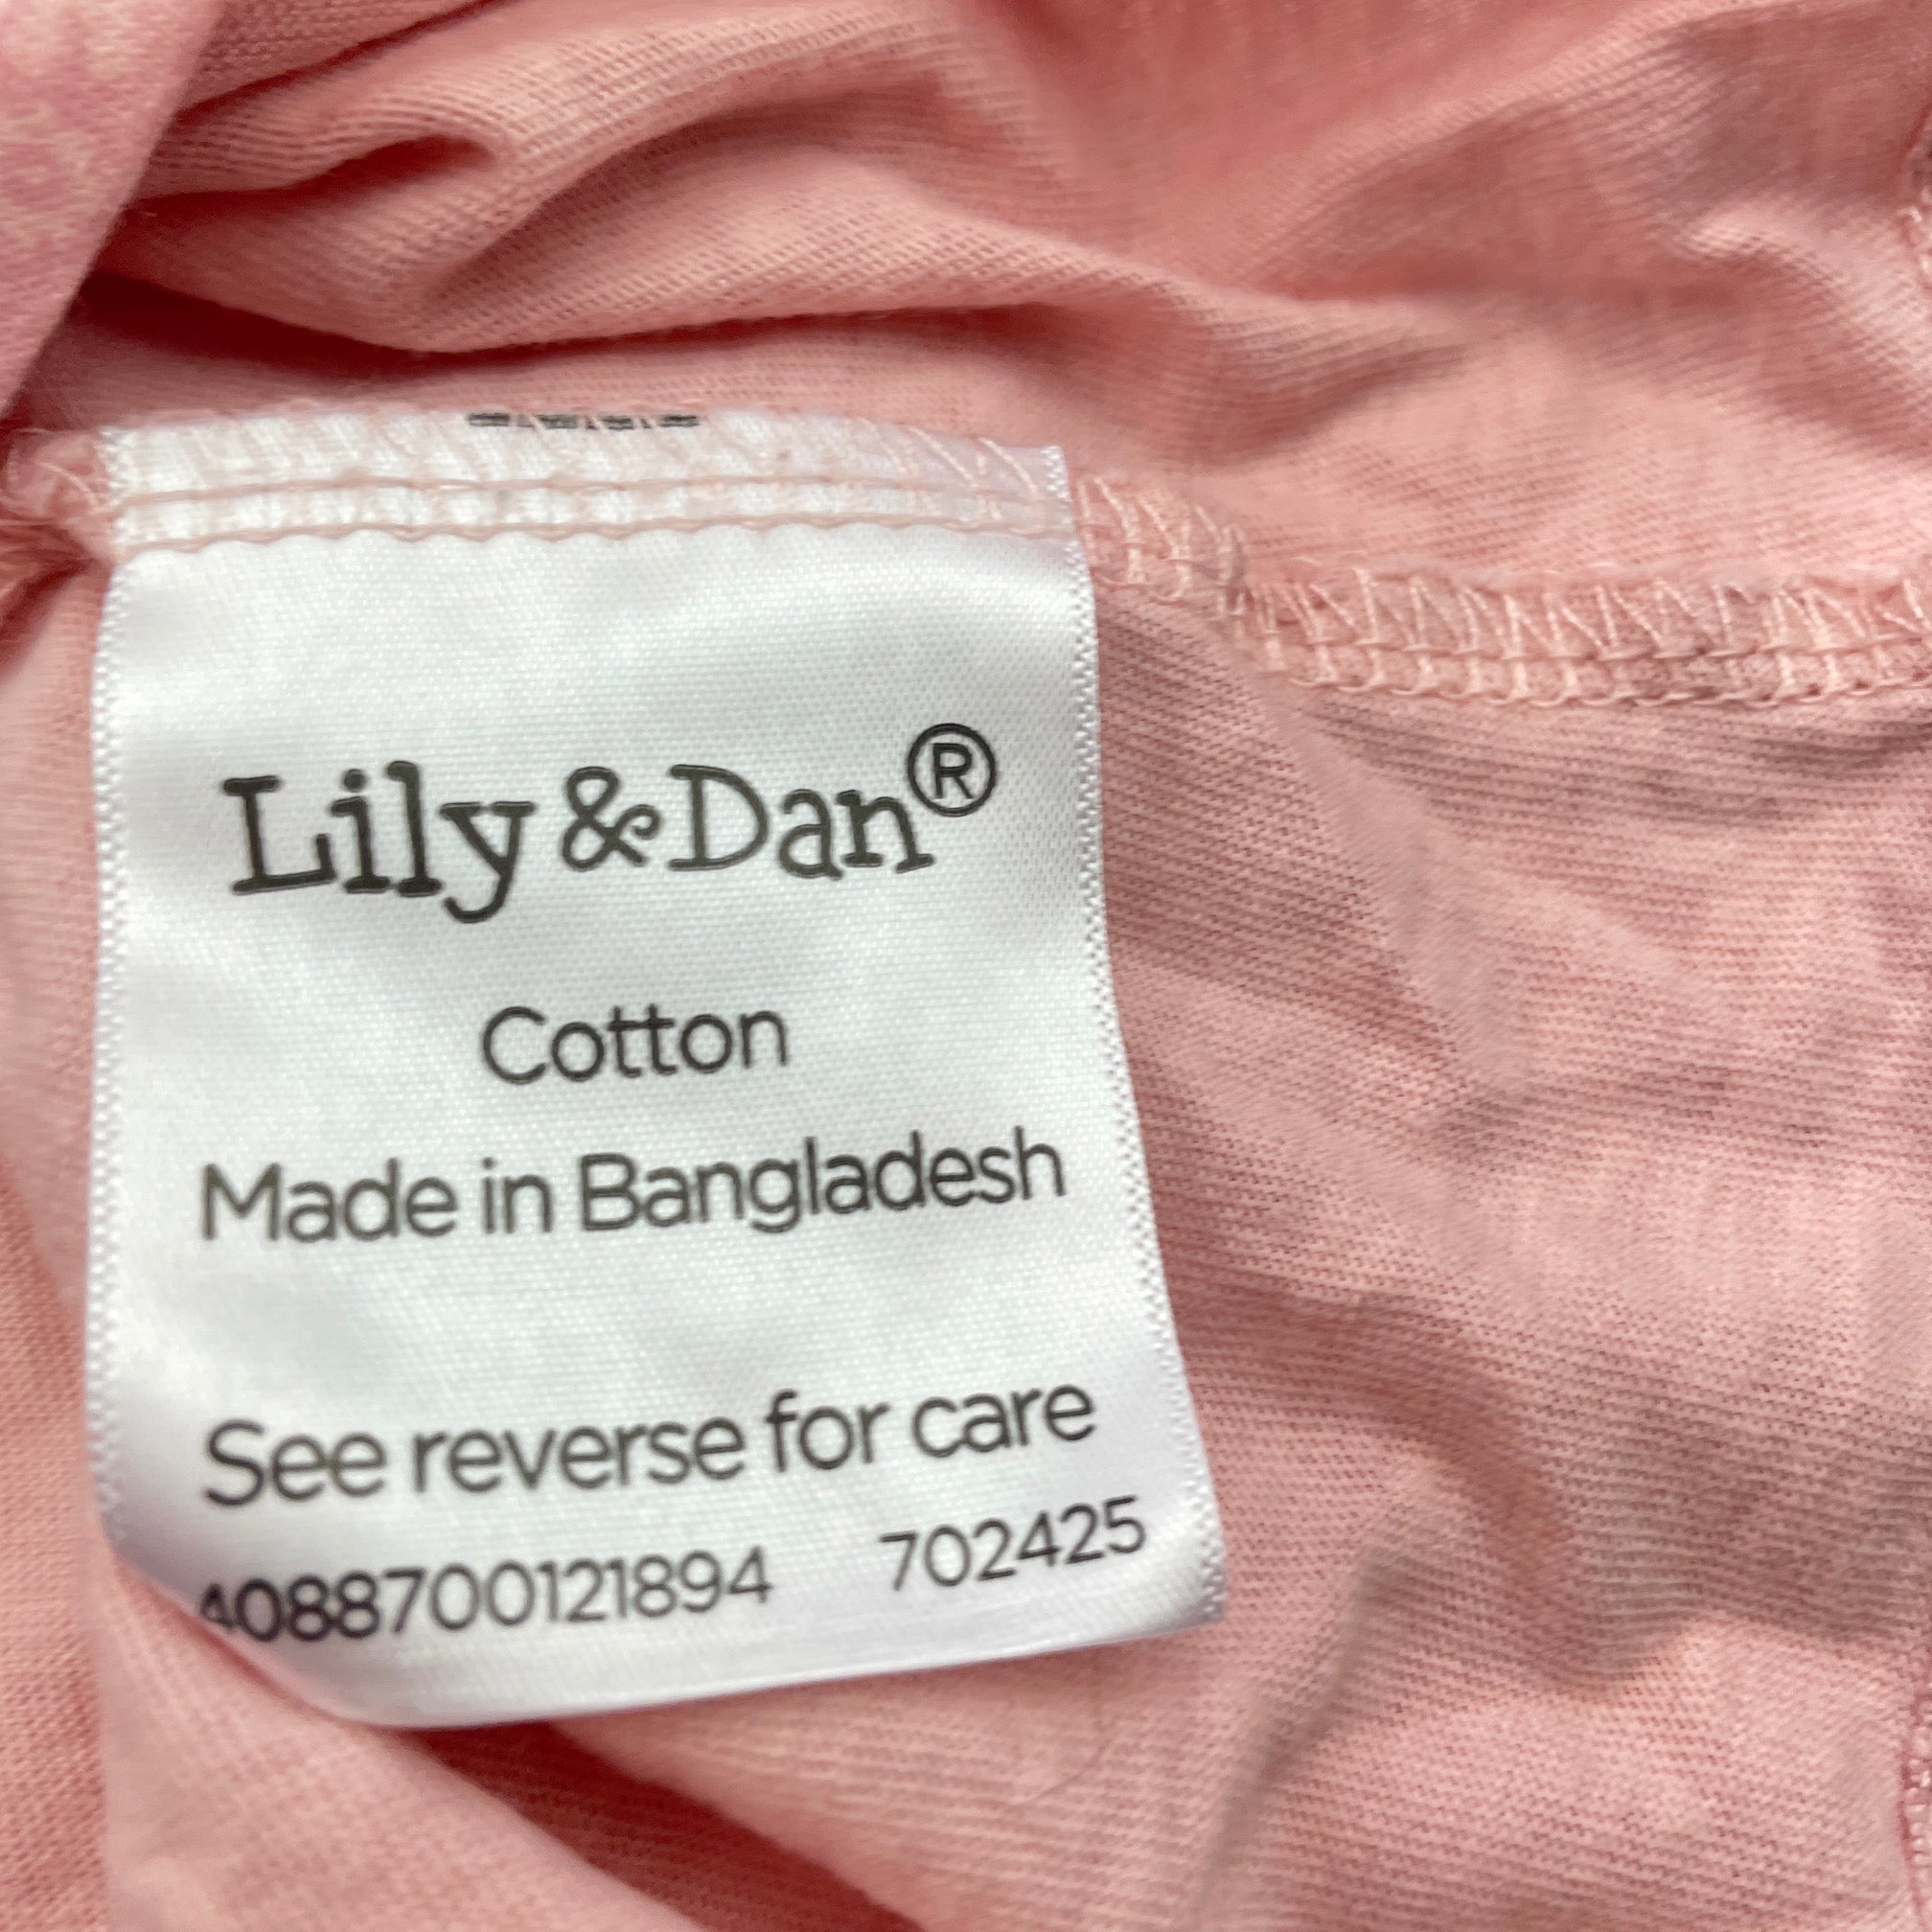 Lily & Dan®
Cotton
Made in Bangladesh
See reverse for care
4088700121894 702425